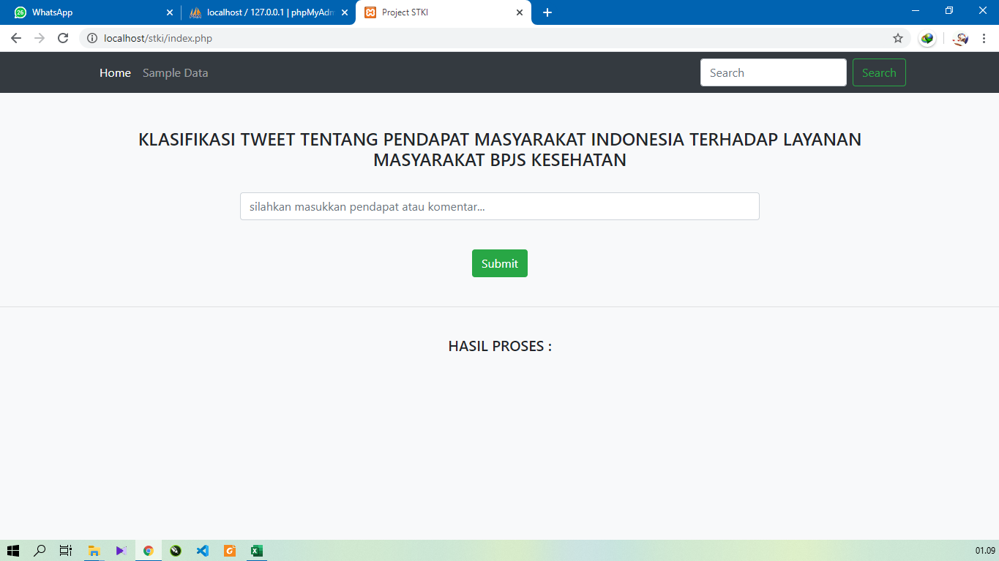 26 WhatsApp
localhost / 127.0.0.1 | phpMyAdm
Project STKI
localhost/stki/index.php
Home Sample Data Search Search
KLASIFIKASI TWEET TENTANG PENDAPAT MASYARAKAT INDONESIA TERHADAP LAYANAN
MASYARAKAT BPJS KESEHATAN
silahkan masukkan pendapat atau komentar...
Submit
HASIL PROSES :
01.09